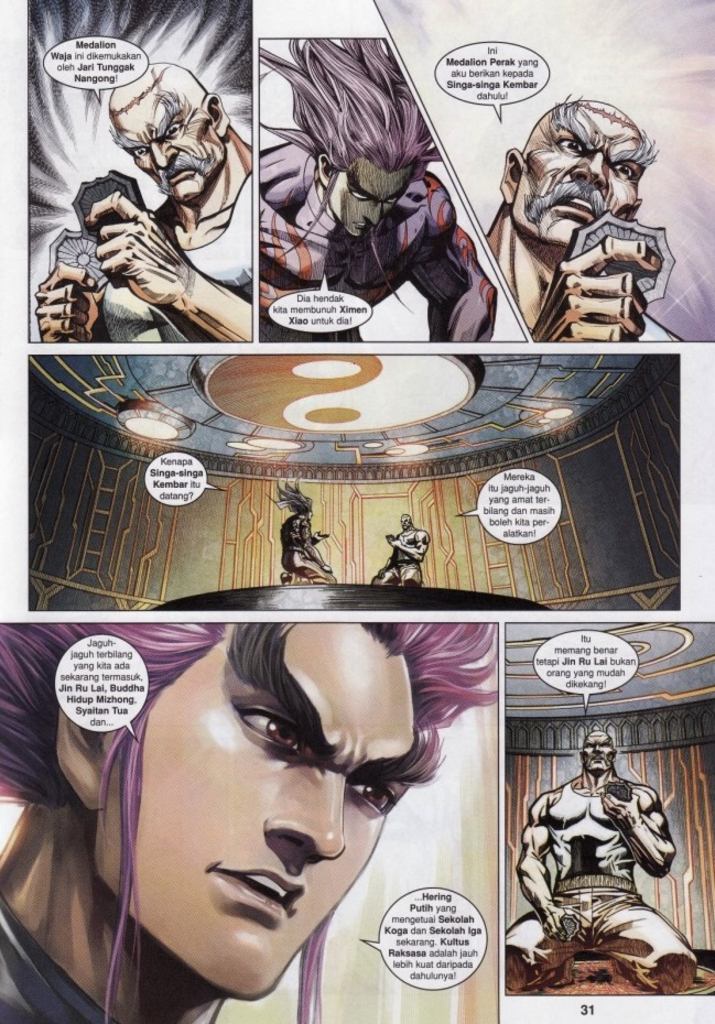 Medalion
Waja ini dikemukakan
oleh Jari Tunggak
Nangong!
Dia hendak
kita membunuh Ximen
Xiao untuk dia!
Ini
Medalion Perak yang
aku berikan kepada
Singa-singa Kembar
dahulu!
Kenapa
Singa-singa
Kembar itu
datang?
Mereka
itu jaguh-jaguh
yang amat ter-
bilang dan masih
boleh kita per-
alatkan!
Jaguh-
jaguh terbilang
yang kita ada
sekarang termasuk,
Jin Ru Lai, Buddha
Hidup Mizhong,
Syaitan Tua
dan...
...Hering
Putih yang
mengetuai Sekolah
Koga dan Sekolah Iga
sekarang. Kultus
Raksasa adalah jauh
lebih kuat daripada
dahulunya!
Itu
memang benar
tetapi Jin Ru Lai bukan
orang yang mudah
dikekang!
31